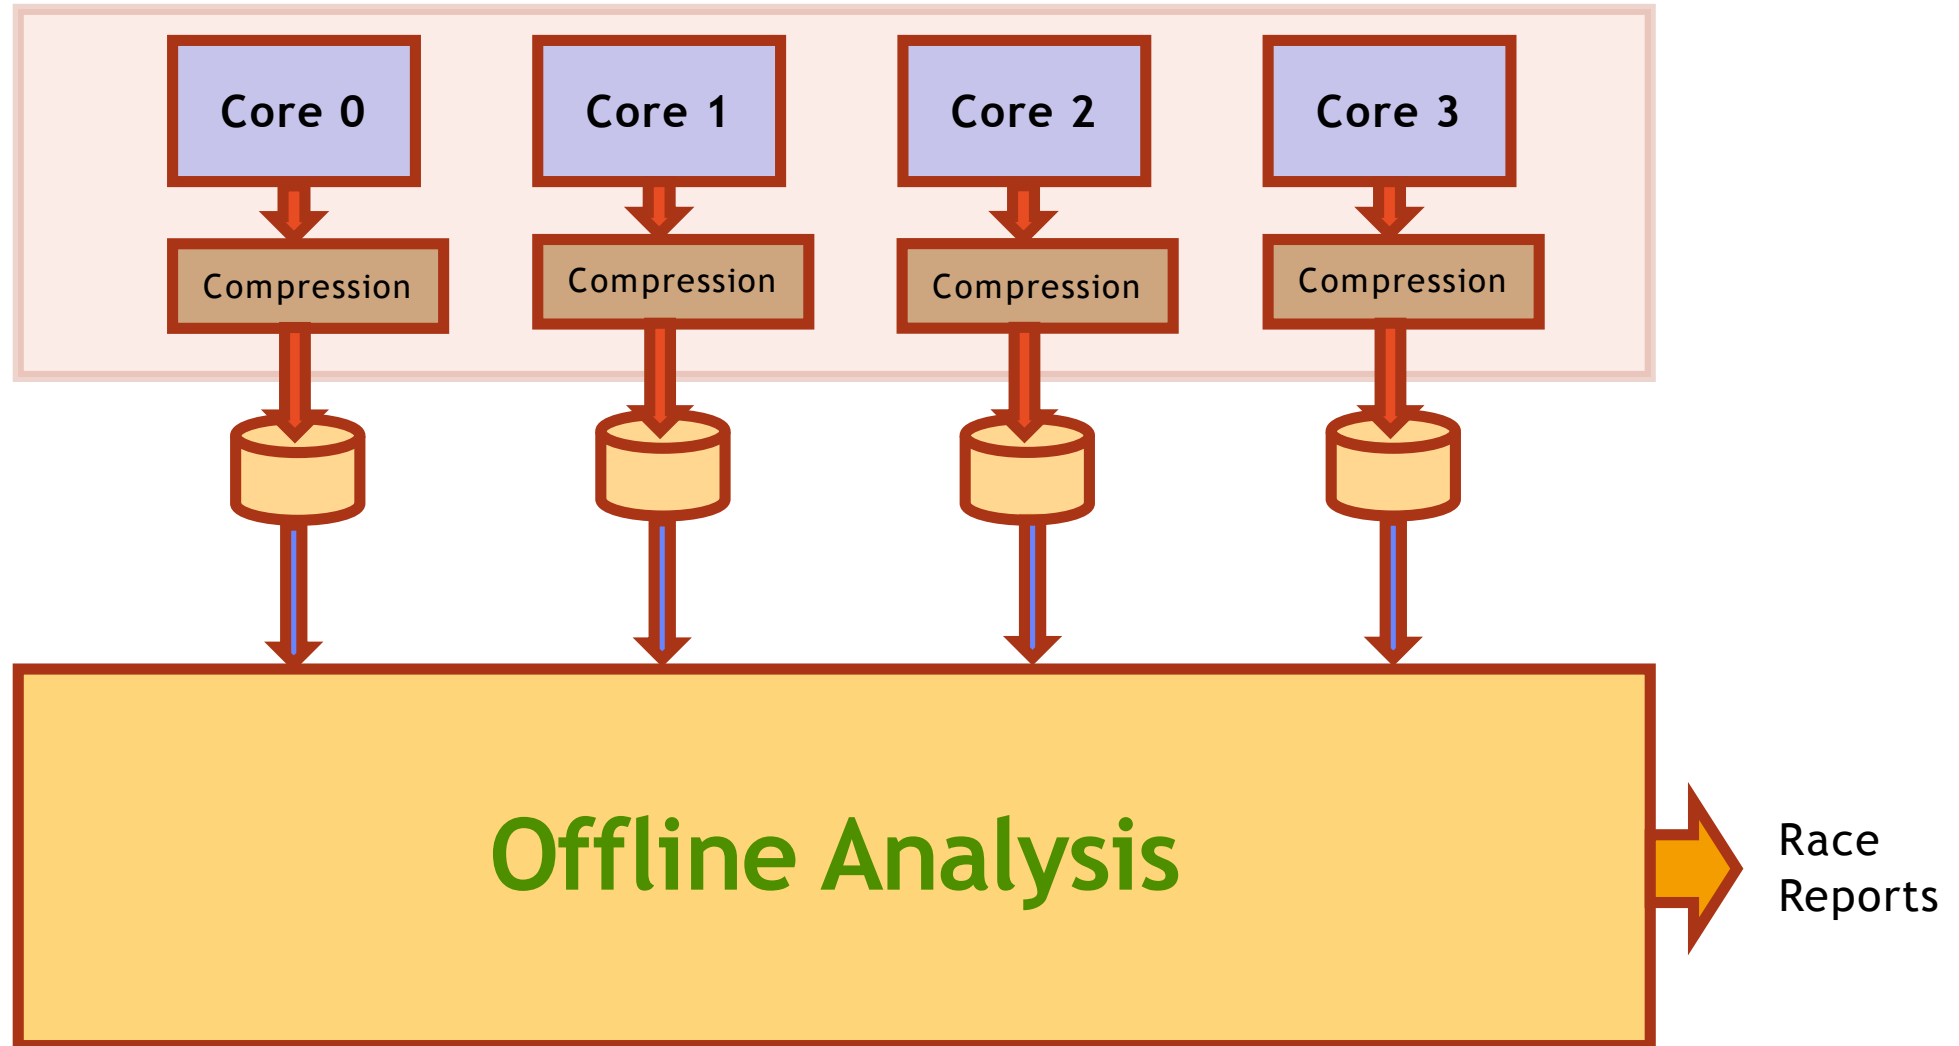 Core 0
Core 1
Core 2
Core 3
Compression
Compression
Compression
Compression
Offline Analysis
Race
Reports